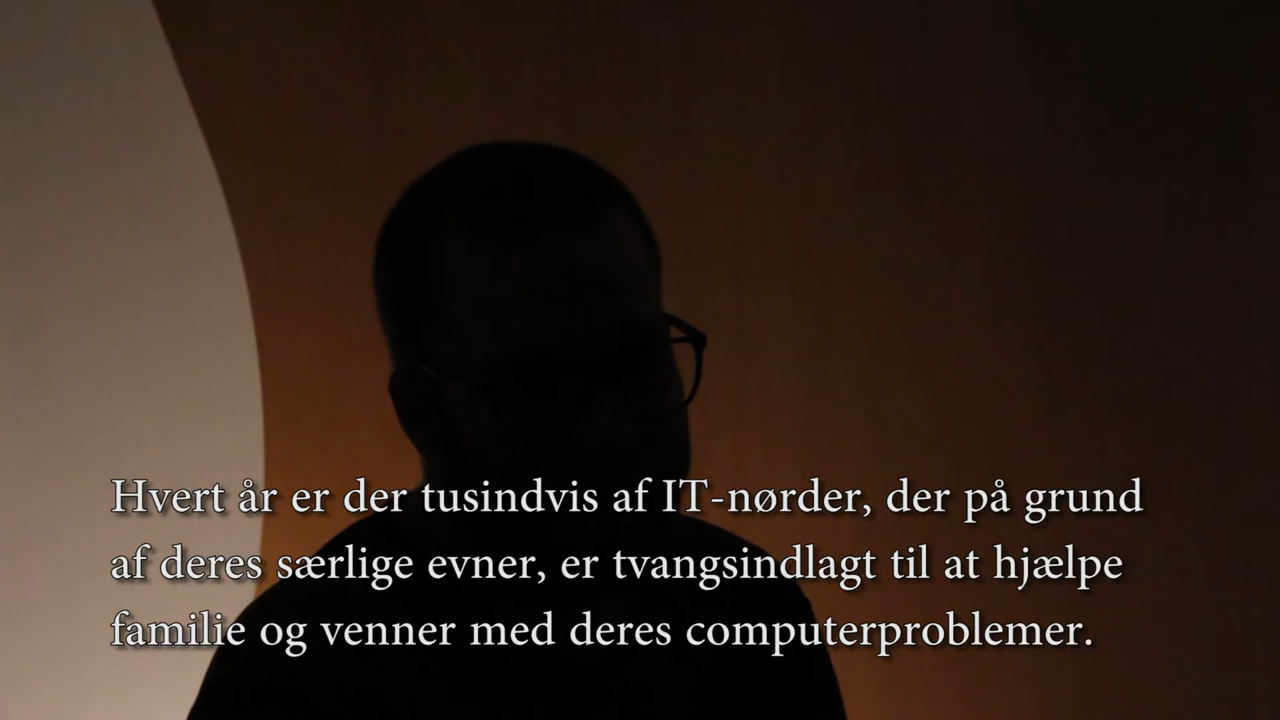 Hvert år er der tusindvis af IT-nørder, der på grund
af deres særlige evner, er tvangsindlagt til at hjælpe
familie og venner med deres computerproblemer.